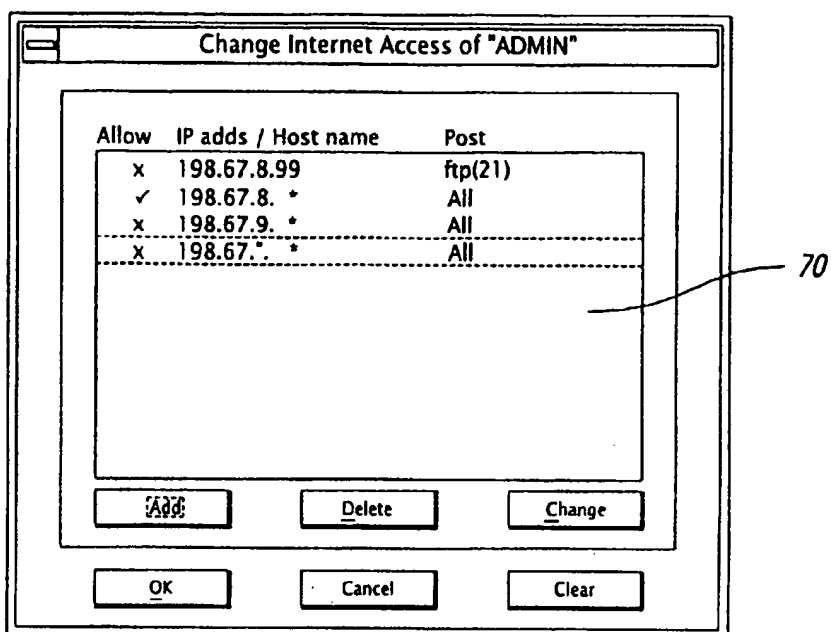 Change Internet Access of "ADMIN"
Allow IP adds / Host name Post
x 198.67.8.99 ftp(21)
✓ 198.67.8. * All
x 198.67.9. * All
x 198.67.*. * All
70
Add Delete Change
OK Cancel Clear